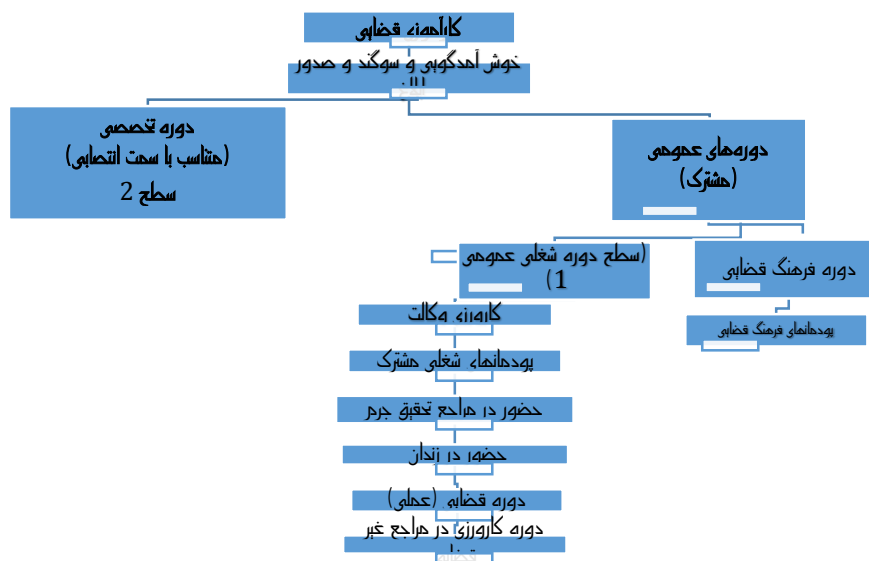 کارآموزی قضایی
خوش آمدگویی و سوگند و صدور
ابلاغ
دوره تخصصی
(متناسب با سمت انتصابی)
سطح 2
دوره‌های عمومی
(مشترک)
دوره فرهنگ قضایی
پودمانهای فرهنگ قضایی
(سطح دوره شغلی عمومی
1)
کارورزی وکالت
پودمانهای شغلی مشترک
حضور در مراجع تحقیق جرم
حضور در زندان
دوره قضایی (عملی)
دوره کارورزی در مراجع غیر
قضایی